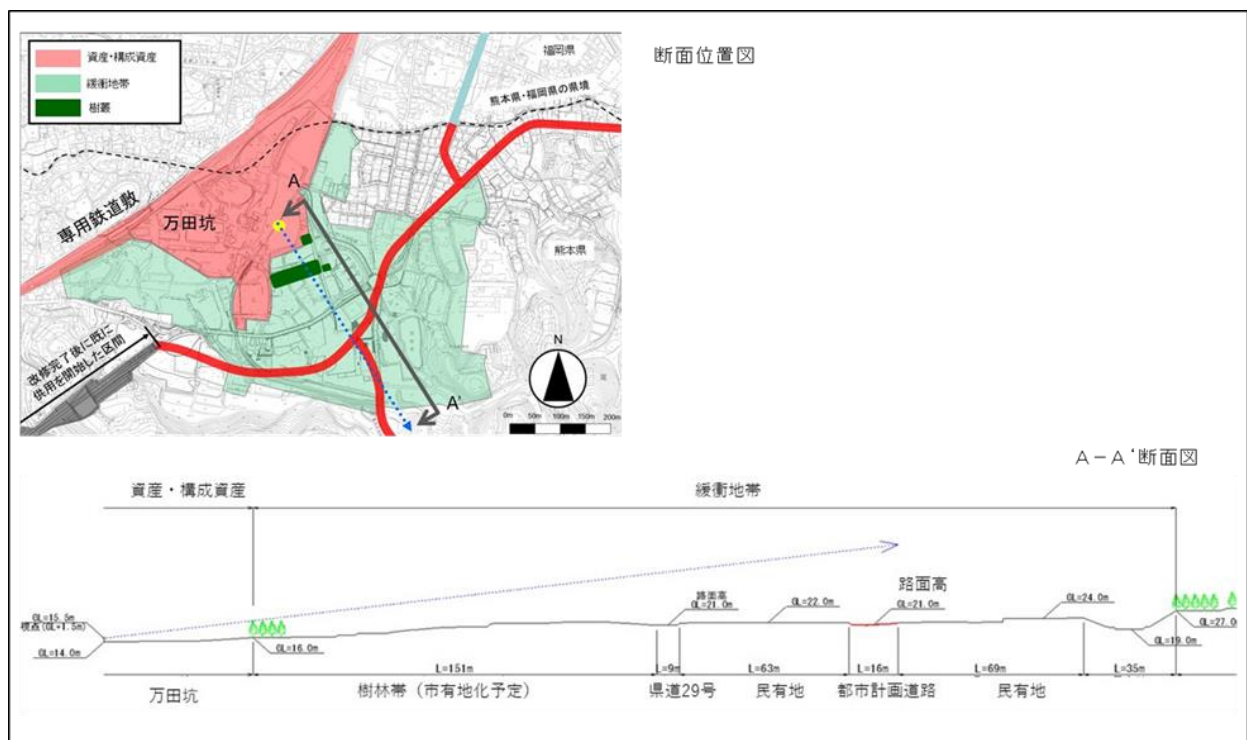 資産・構成資産
緩衝地帯
樹叢
福岡県
熊本県・福岡県の県境
断面位置図
専用鉄道敷
万田坑
A
熊本県
改修完了後に既に
供用を開始した区間
A'
N
0m 50m 100m 150m 200m
A-A'断面図
資産・構成資産
緩衝地帯
GL=15.5m
視点(GL+1.5m)
GL=14.0m
GL=16.0m
路面高
GL=21.0m
GL=22.0m
路面高
GL=21.0m
GL=24.0m
GL=19.0m
GL=27.0
L=151m
L=9m
L=63m
L=16m
L=69m
L=35m
万田坑
樹林帯（市有地化予定）
県道29号
民有地
都市計画道路
民有地